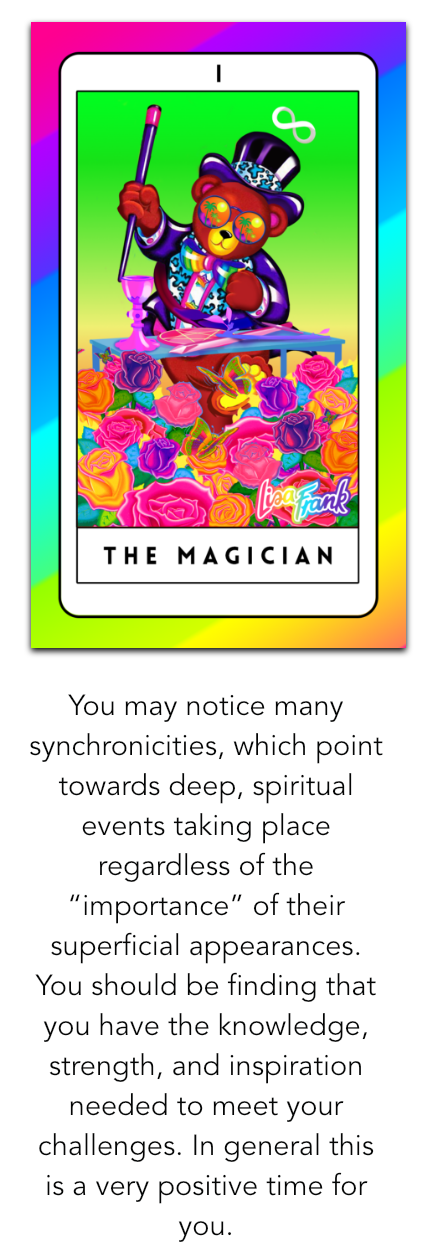 I
Lisa Frank
THE MAGICIAN
You may notice many
synchronicities, which point
towards deep, spiritual
events taking place
regardless of the
“importance” of their
superficial appearances.
You should be finding that
you have the knowledge,
strength, and inspiration
needed to meet your
challenges. In general this
is a very positive time for
you.